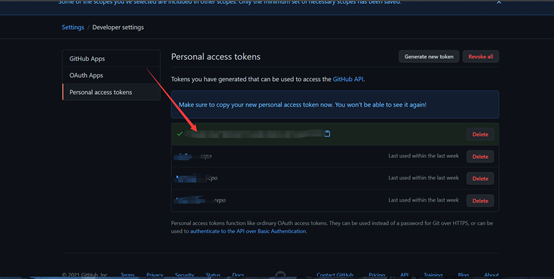 Some of the scopes you've selected are included in other scopes. Only the minimum set of necessary scopes has been saved.
Settings / Developer settings
GitHub Apps
OAuth Apps
Personal access tokens
Personal access tokens
Generate new token
Revoke all
Tokens you have generated that can be used to access the GitHub API.
Make sure to copy your new personal access token now. You won't be able to see it again!
Delete
Last used within the last week
Delete
Last used within the last week
Delete
repo
Last used within the last week
Delete
Personal access tokens function like ordinary OAuth access tokens. They can be used instead of a password for Git over HTTPS, or can be
used to authenticate to the API over Basic Authentication.
© 2021 GitHub, Inc.
Terms
Privacy
Security
Status
Docs
Contact GitHub
Pricing
API
Training
Blog
About